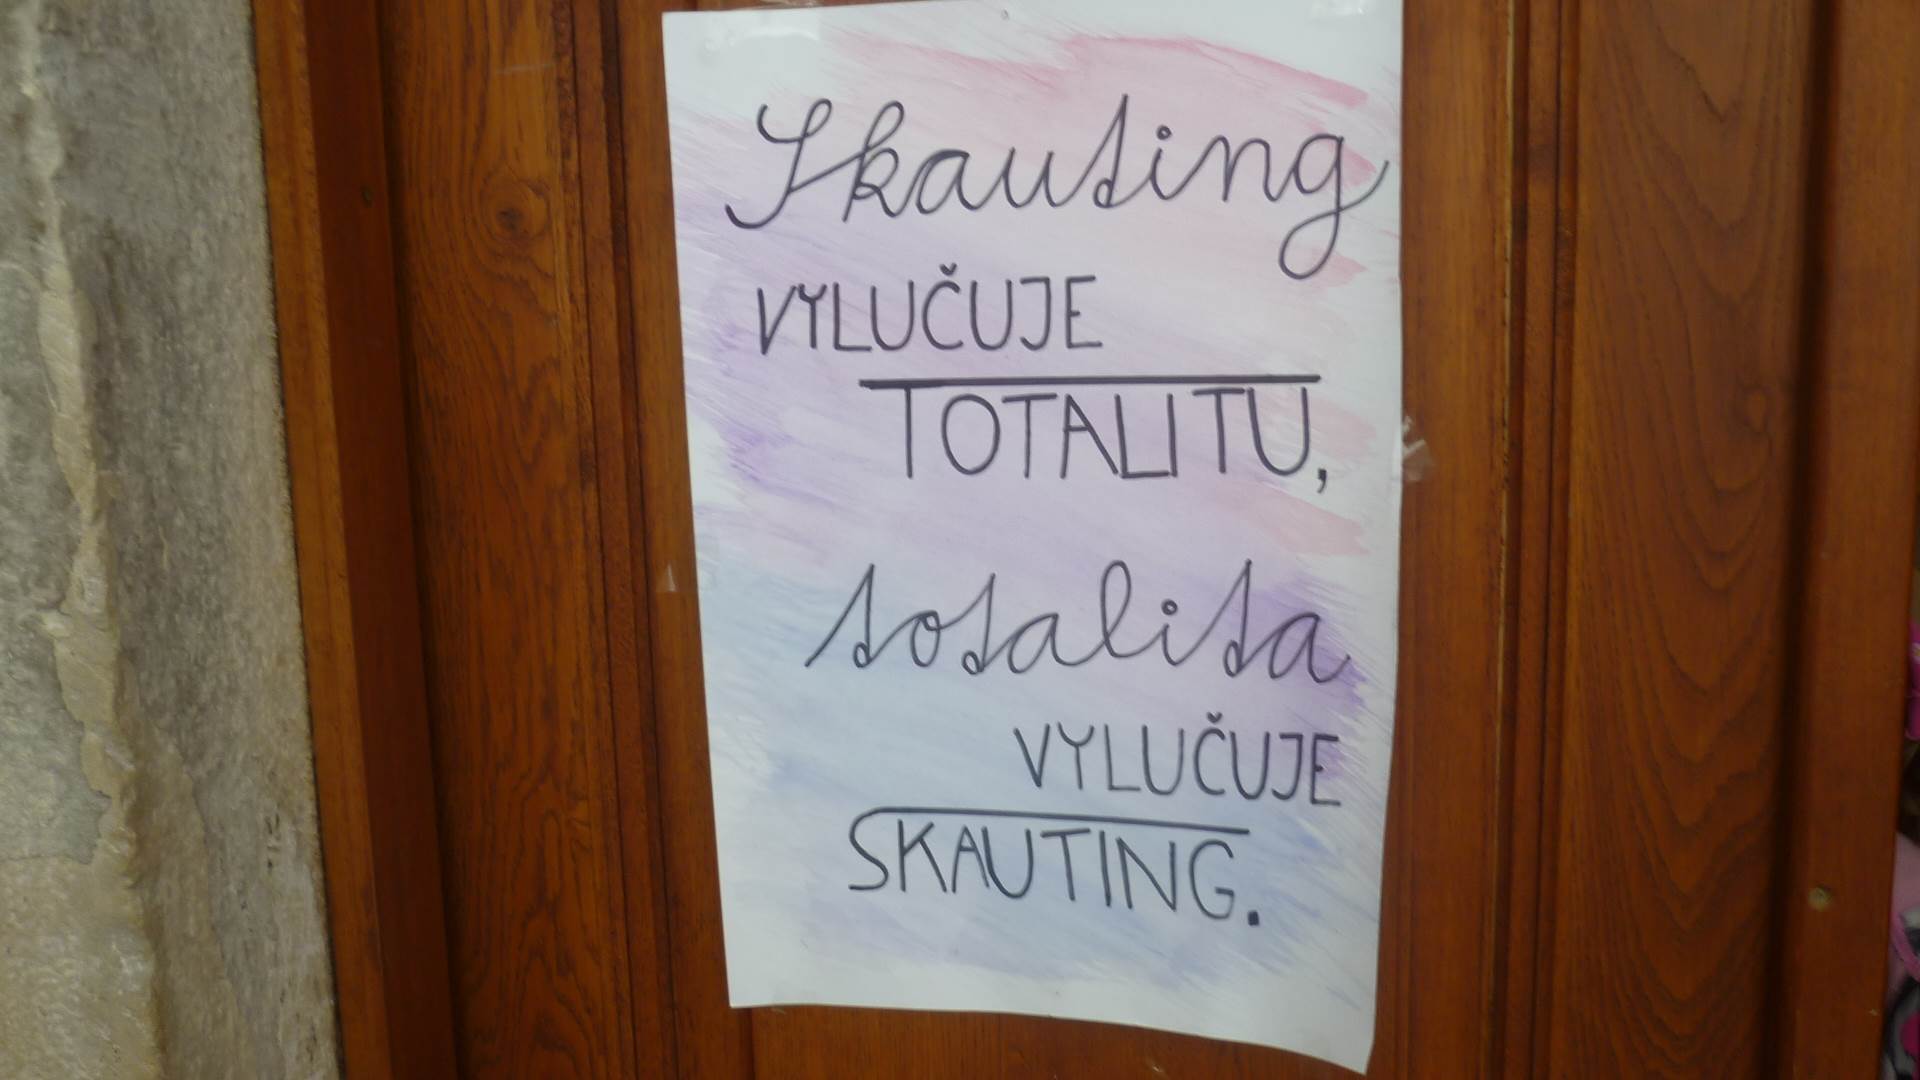 Skauting
VYLUČUJE
TOTALITU,
totalita
VYLUČUJE
SKAUTING.